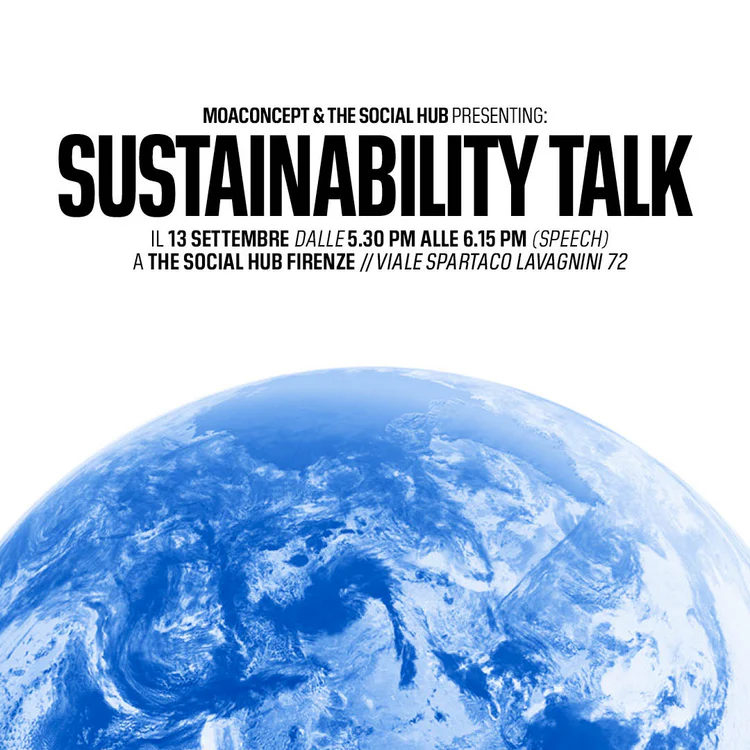 MOACONCEPT & THE SOCIAL HUB PRESENTING:
SUSTAINABILITY TALK
IL 13 SETTEMBRE DALLE 5.30 PM ALLE 6.15 PM (SPEECH)
A THE SOCIAL HUB FIRENZE // VIALE SPARTACO LAVAGNINI 72